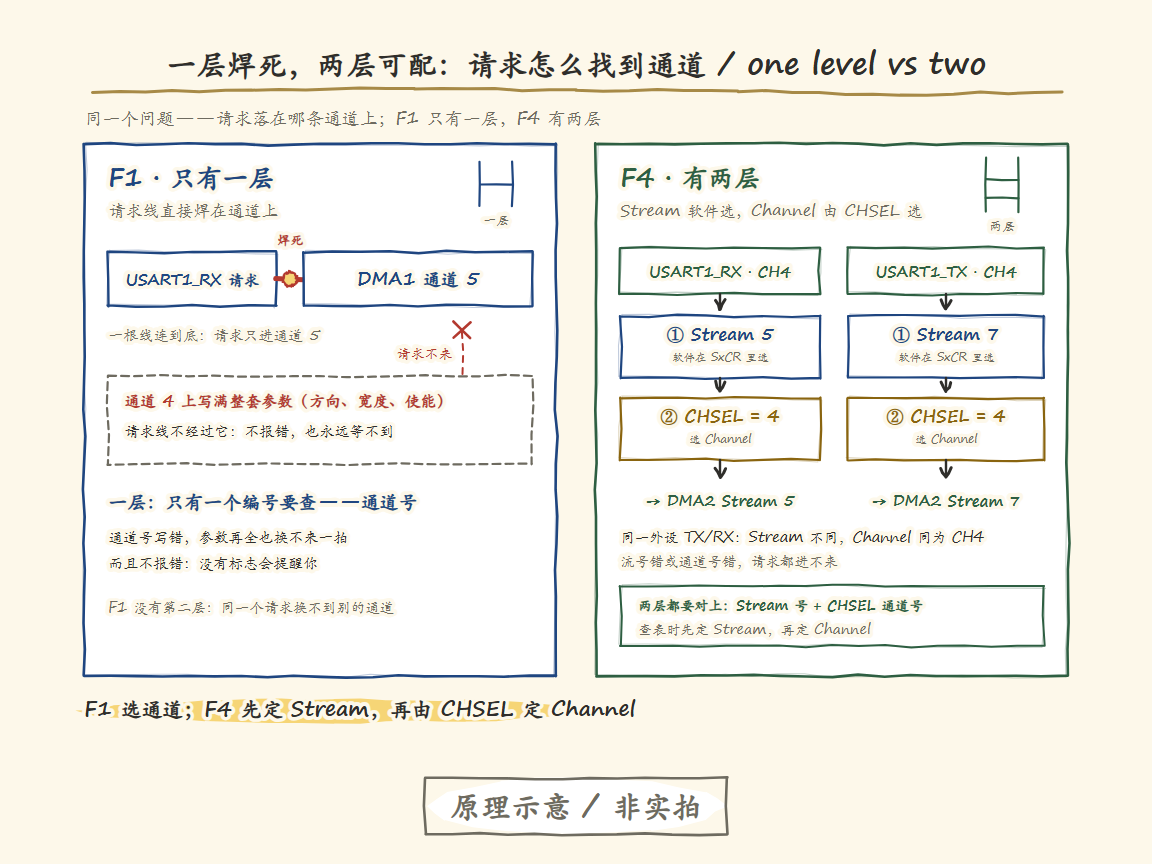 一层焊死，两层可配：请求怎么找到通道 / one level vs two
同一个问题——请求落在哪条通道上；F1 只有一层，F4 有两层
F1 · 只有一层
请求线直接焊在通道上
一层
焊死
USART1_RX 请求
DMA1 通道 5
一根线连到底：请求只进通道 5
请求不来
通道 4 上写满整套参数（方向、宽度、使能）
请求线不经过它：不报错，也永远等不到
一层：只有一个编号要查——通道号
通道号写错，参数再全也换不来一拍
而且不报错：没有标志会提醒你
F1 没有第二层：同一个请求换不到别的通道
F4 · 有两层
Stream 软件选，Channel 由 CHSEL 选
两层
USART1_RX · CH4
USART1_TX · CH4
① Stream 5
软件在 SxCR 里选
① Stream 7
软件在 SxCR 里选
② CHSEL = 4
选 Channel
② CHSEL = 4
选 Channel
→ DMA2 Stream 5
→ DMA2 Stream 7
同一外设 TX/RX：Stream 不同，Channel 同为 CH4
流号错或通道号错，请求都进不来
两层都要对上：Stream 号 + CHSEL 通道号
查表时先定 Stream，再定 Channel
F1 选通道；F4 先定 Stream，再由 CHSEL 定 Channel
原理示意 / 非实拍